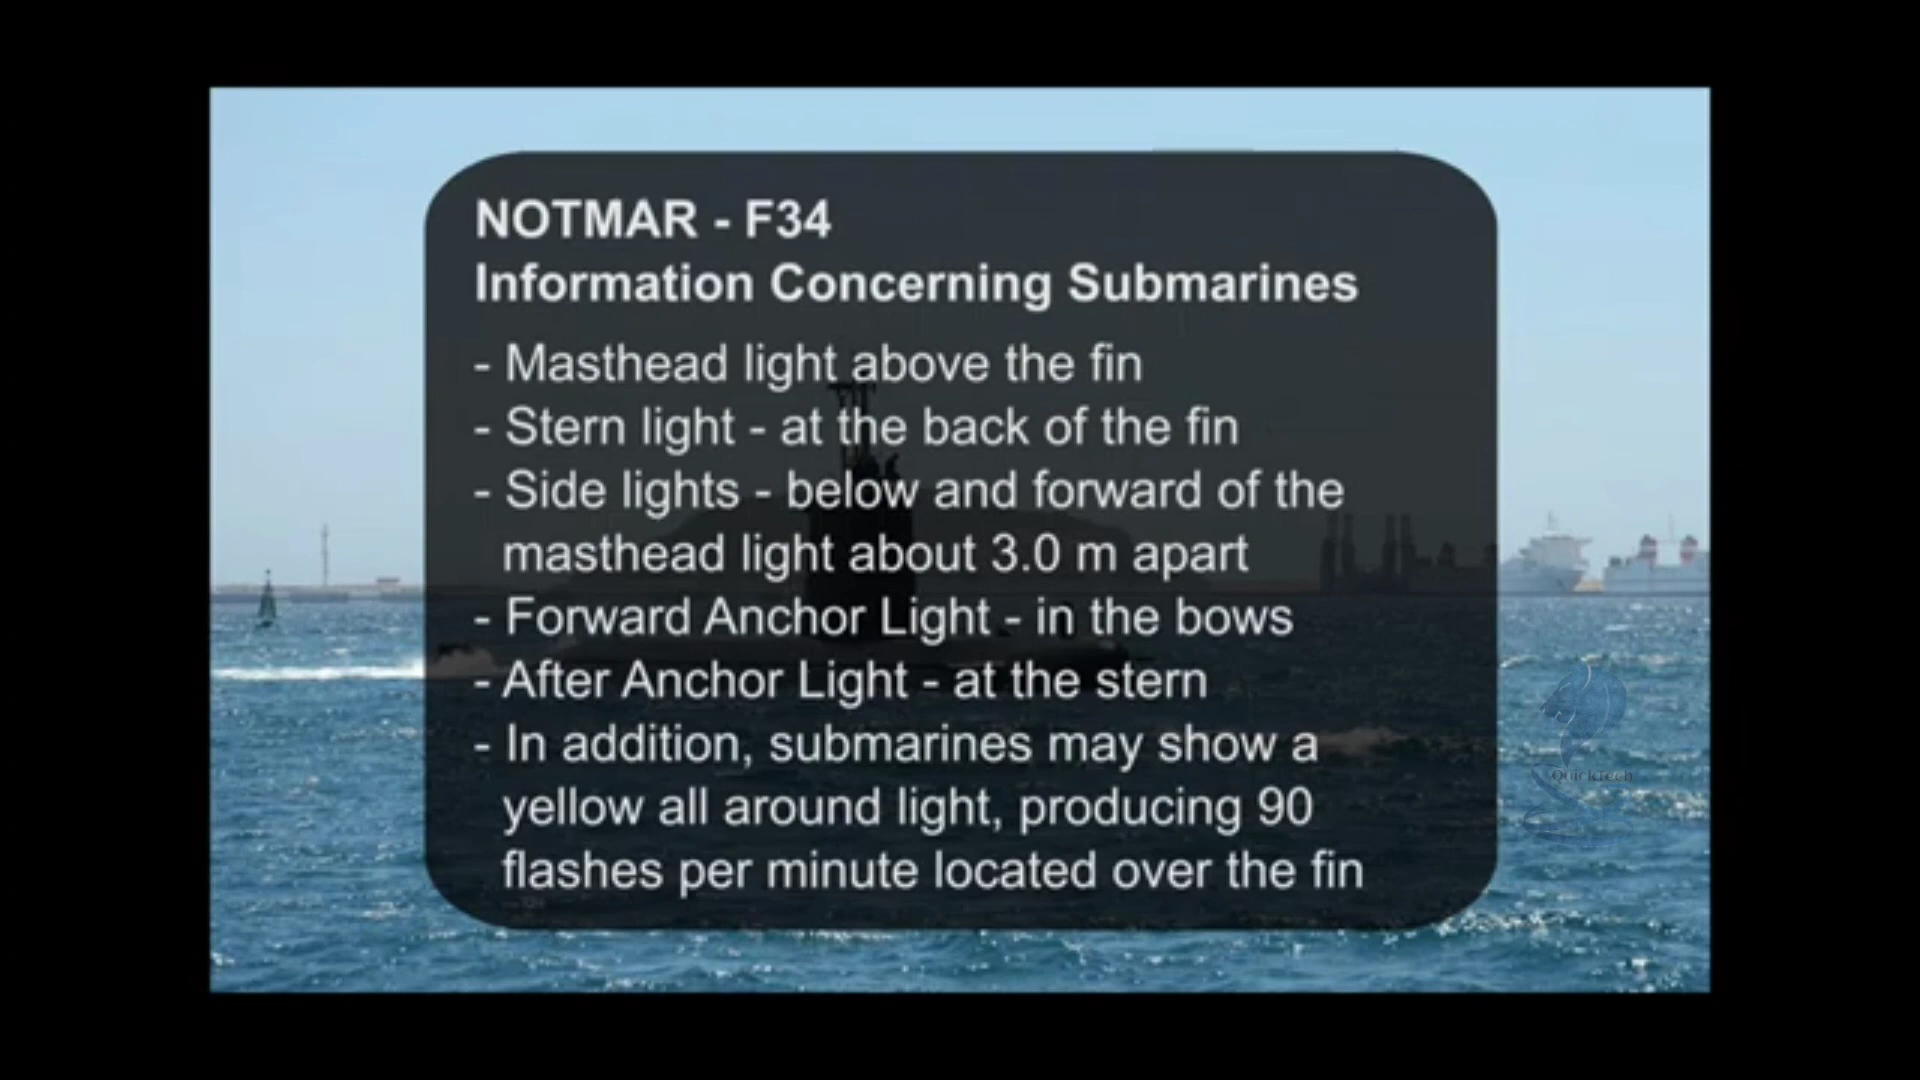 NOTMAR - F34
Information Concerning Submarines
- Masthead light above the fin
- Stern light - at the back of the fin
- Side lights - below and forward of the
masthead light about 3.0 m apart
- Forward Anchor Light - in the bows
- After Anchor Light - at the stern
- In addition, submarines may show a
yellow all around light, producing 90
flashes per minute located over the fin
QuickTech